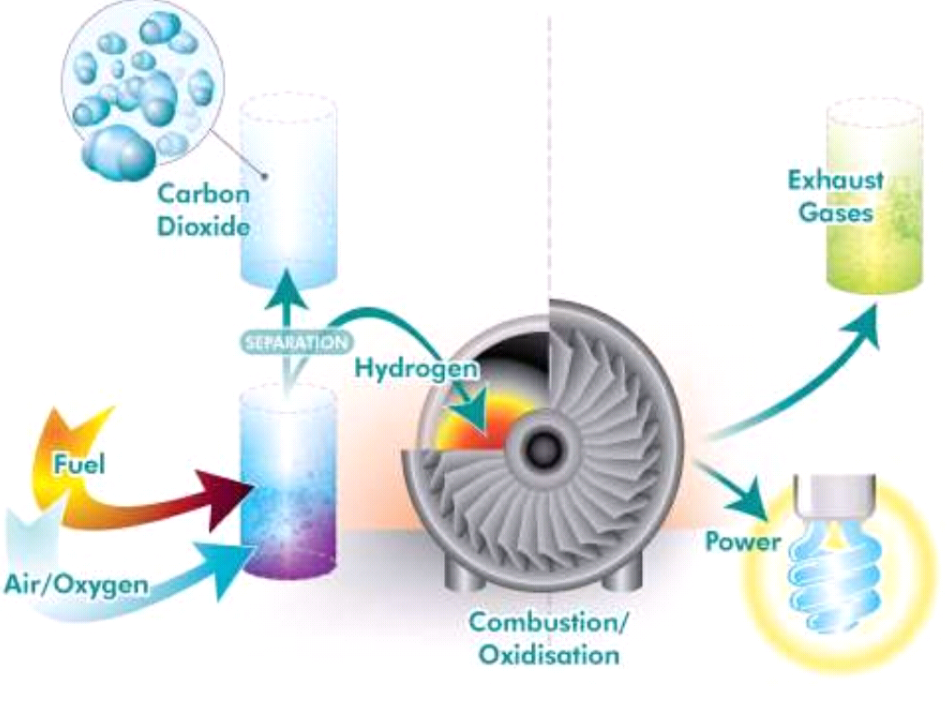 Carbon
Dioxide
Exhaust
Gases
SEPARATION
Hydrogen
Fuel
Power
Air/Oxygen
Combustion/
Oxidisation